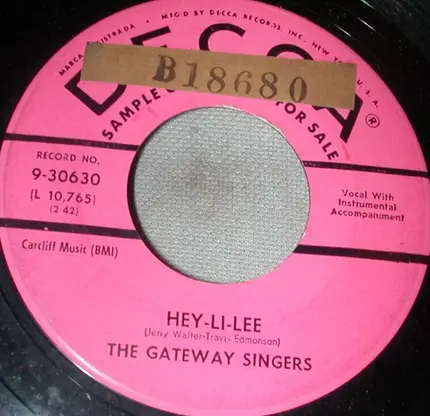 MARCA REGISTRADA • MFG'D BY DECCA RECORDS, INC., NEW YORK, U.S.A.
DECCA®
B18680
SAMPLE FOR SALE
RECORD NO.
9-30630
(L 10,765)
(2:42)
Vocal With
Instrumental
Accompaniment
Carcliff Music (BMI)
HEY-LI-LEE
(Jerry Walter-Travis Edmonson)
THE GATEWAY SINGERS